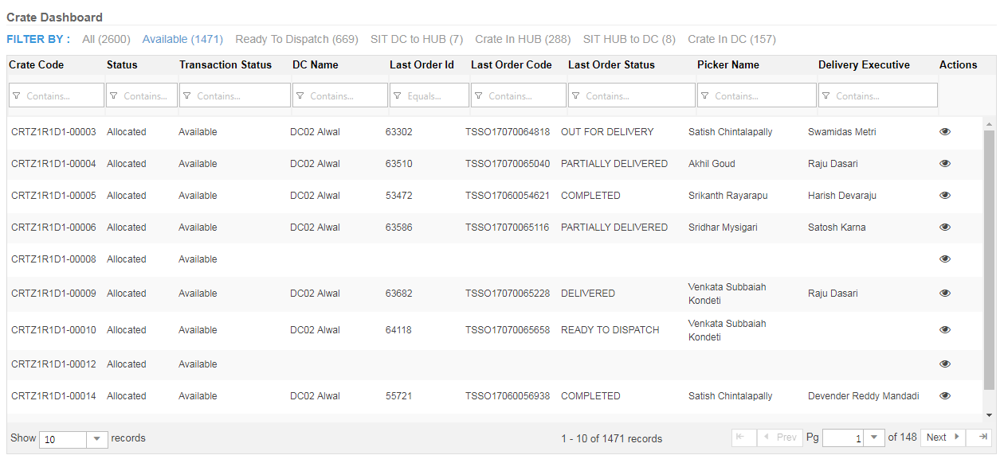 Crate Dashboard
FILTER BY : All (2600) Available (1471) Ready To Dispatch (669) SIT DC to HUB (7) Crate In HUB (288) SIT HUB to DC (8) Crate In DC (157)
Crate Code Status Transaction Status DC Name Last Order Id Last Order Code Last Order Status Picker Name Delivery Executive Actions
Contains... Contains... Contains... Contains... Equals... Contains... Contains... Contains... Contains...
CRTZ1R1D1-00003 Allocated Available DC02 Alwal 63302 TSSO17070064818 OUT FOR DELIVERY Satish Chintalapally Swamidas Metri
CRTZ1R1D1-00004 Allocated Available DC02 Alwal 63510 TSSO17070065040 PARTIALLY DELIVERED Akhil Goud Raju Dasari
CRTZ1R1D1-00005 Allocated Available DC02 Alwal 53472 TSSO17060054621 COMPLETED Srikanth Rayarapu Harish Devaraju
CRTZ1R1D1-00006 Allocated Available DC02 Alwal 63586 TSSO17070065116 PARTIALLY DELIVERED Sridhar Mysigari Satosh Karna
CRTZ1R1D1-00008 Allocated Available
CRTZ1R1D1-00009 Allocated Available DC02 Alwal 63682 TSSO17070065228 DELIVERED Venkata Subbaiah Kondeti Raju Dasari
CRTZ1R1D1-00010 Allocated Available DC02 Alwal 64118 TSSO17070065658 READY TO DISPATCH Venkata Subbaiah Kondeti
CRTZ1R1D1-00012 Allocated Available
CRTZ1R1D1-00014 Allocated Available DC02 Alwal 55721 TSSO17060056938 COMPLETED Satish Chintalapally Devender Reddy Mandadi
Show 10 records 1 - 10 of 1471 records Prev Pg 1 of 148 Next